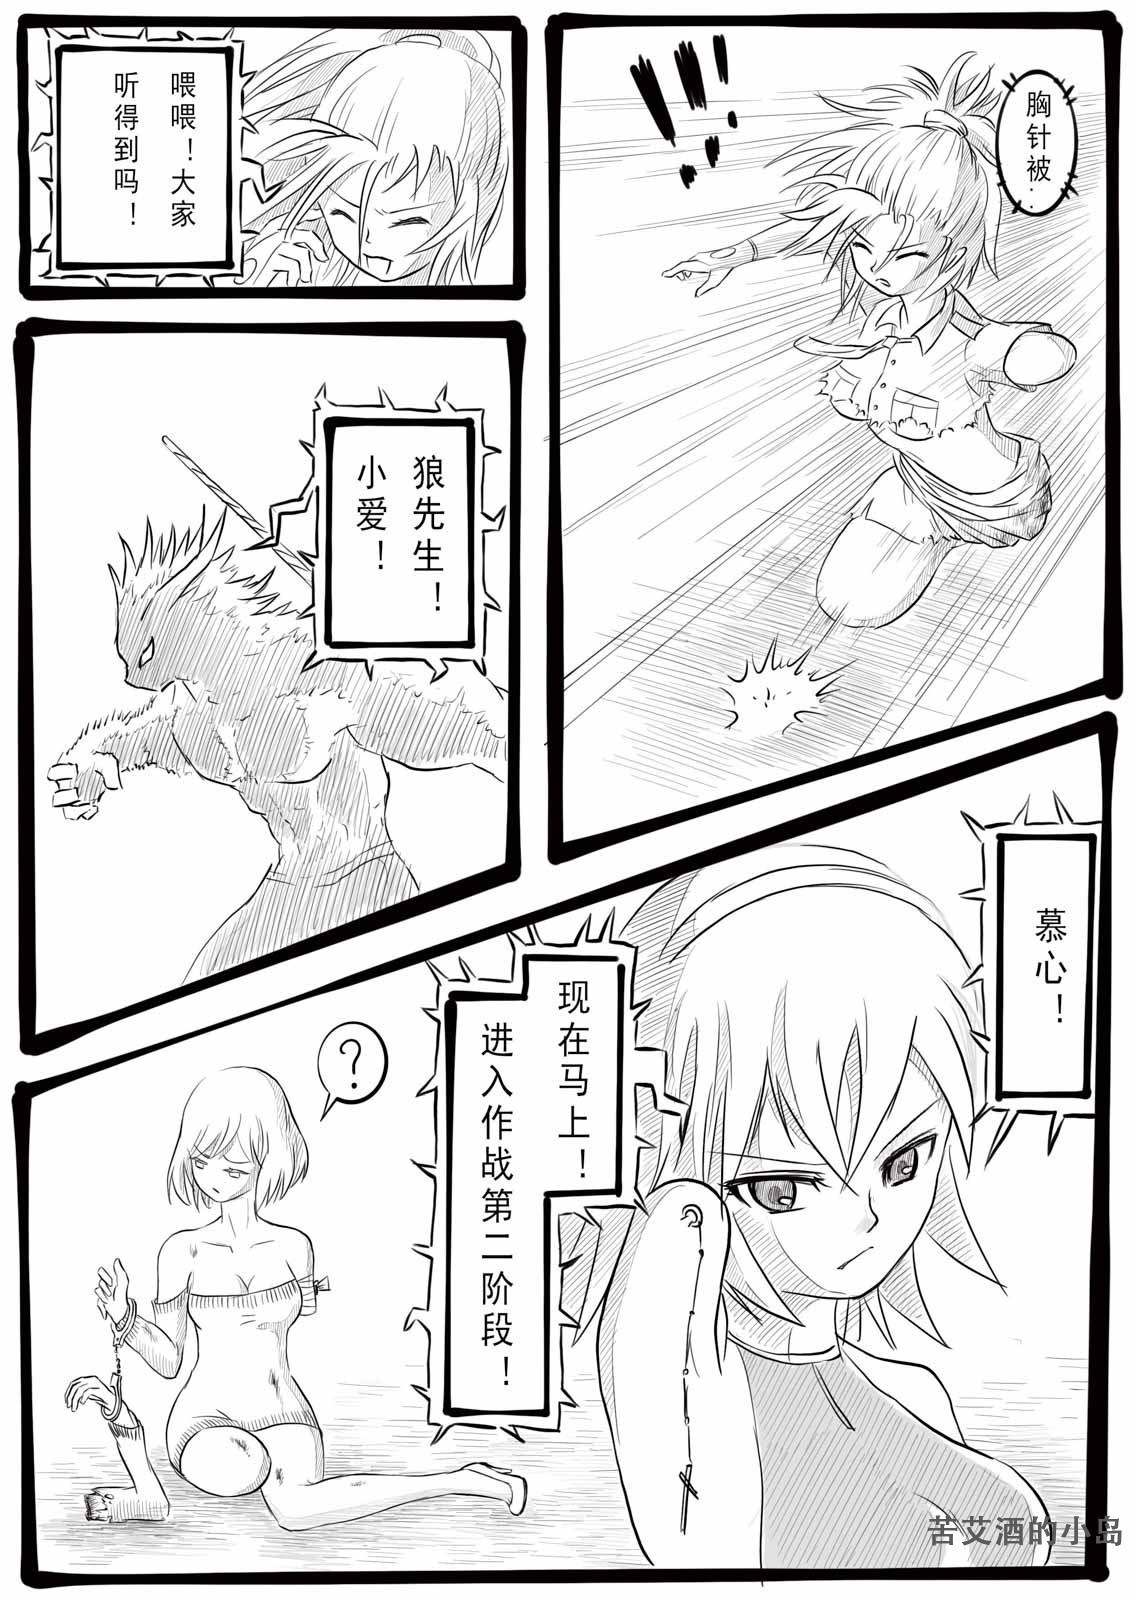 胸针被..
喂喂！大家
听得到吗！
狼先生！
小爱！
慕心！
现在马上！
进入作战第二阶段！
?
苦艾酒的小岛